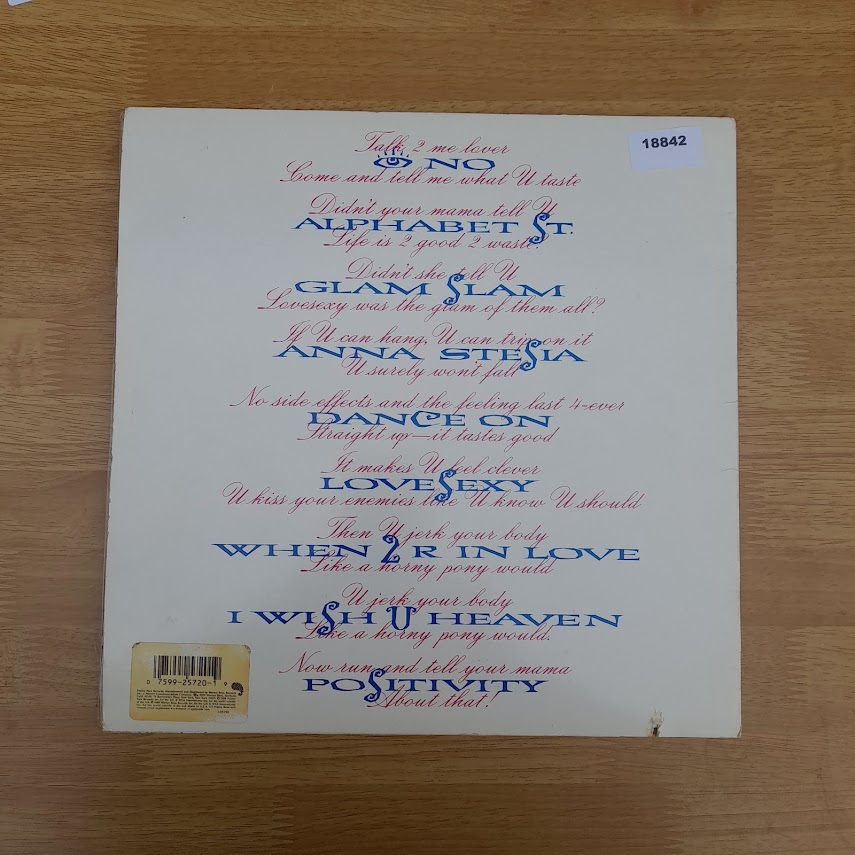 18842
Talk 2 me lover
NO
Come and tell me what U taste
Didn't your mama tell U
ALPHABET ST.
Life is 2 good 2 waste?
Didn't she tell U
GLAM SLAM
Lovesexy was the glam of them all?
If U can hang, U can trip on it
ANNA STESIA
U surely won't fall
No side effects and the feeling last 4-ever
DANCE ON
Straight up—it tastes good
It makes U feel clever
LOVESEXY
U kiss your enemies like U know U should
Then U jerk your body
WHEN 2 R IN LOVE
Like a horny pony would
U jerk your body
I WISH U HEAVEN
Like a horny pony would.
Now run and tell your mama
POSITIVITY
About that!
0 7599-25720-1 9